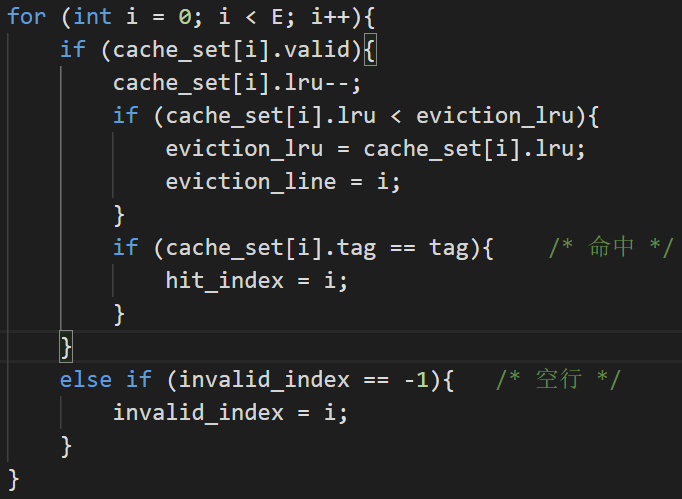 for (int i = 0; i < E; i++){
    if (cache_set[i].valid){
        cache_set[i].lru--;
        if (cache_set[i].lru < eviction_lru){
            eviction_lru = cache_set[i].lru;
            eviction_line = i;
        }
        if (cache_set[i].tag == tag){    /* 命中 */
            hit_index = i;
        }
    }
    else if (invalid_index == -1){   /* 空行 */
        invalid_index = i;
    }
}